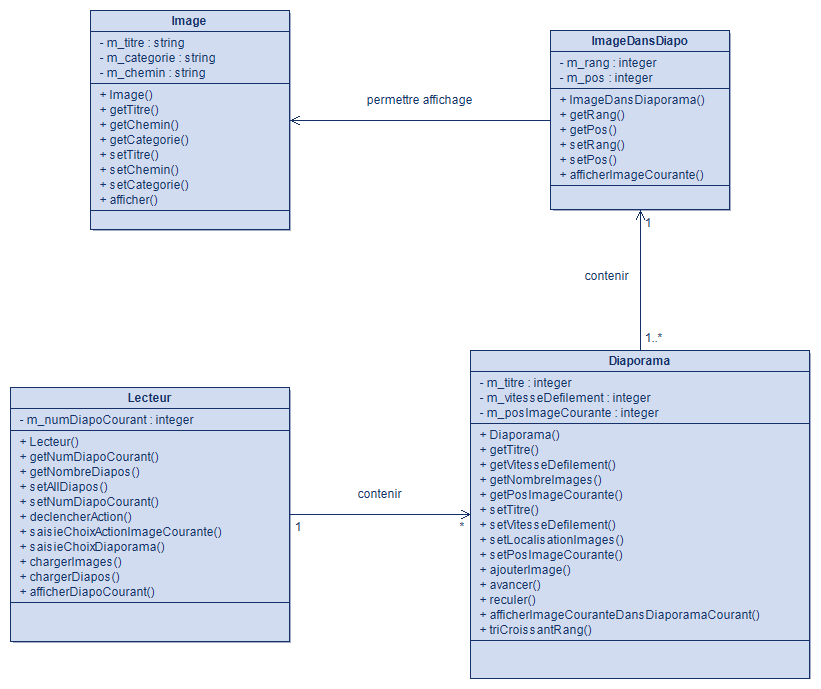 Image
- m_titre : string
- m_categorie : string
- m_chemin : string
+ Image()
+ getTitre()
+ getChemin()
+ getCategorie()
+ setTitre()
+ setChemin()
+ setCategorie()
+ afficher()
permettre affichage
ImageDansDiapo
- m_rang : integer
- m_pos : integer
+ ImageDansDiaporama()
+ getRang()
+ getPos()
+ setRang()
+ setPos()
+ afficherImageCourante()
1
contenir
1..*
Lecteur
- m_numDiapoCourant : integer
+ Lecteur()
+ getNumDiapoCourant()
+ getNombreDiapos()
+ setAllDiapos()
+ setNumDiapoCourant()
+ declencherAction()
+ saisieChoixActionImageCourante()
+ saisieChoixDiaporama()
+ chargerImages()
+ chargerDiapos()
+ afficherDiapoCourant()
contenir
1
*
Diaporama
- m_titre : integer
- m_vitesseDefilement : integer
- m_posImageCourante : integer
+ Diaporama()
+ getTitre()
+ getVitesseDefilement()
+ getNombreImages()
+ getPosImageCourante()
+ setTitre()
+ setVitesseDefilement()
+ setLocalisationImages()
+ setPosImageCourante()
+ ajouterImage()
+ avancer()
+ reculer()
+ afficherImageCouranteDansDiaporamaCourant()
+ triCroissantRang()